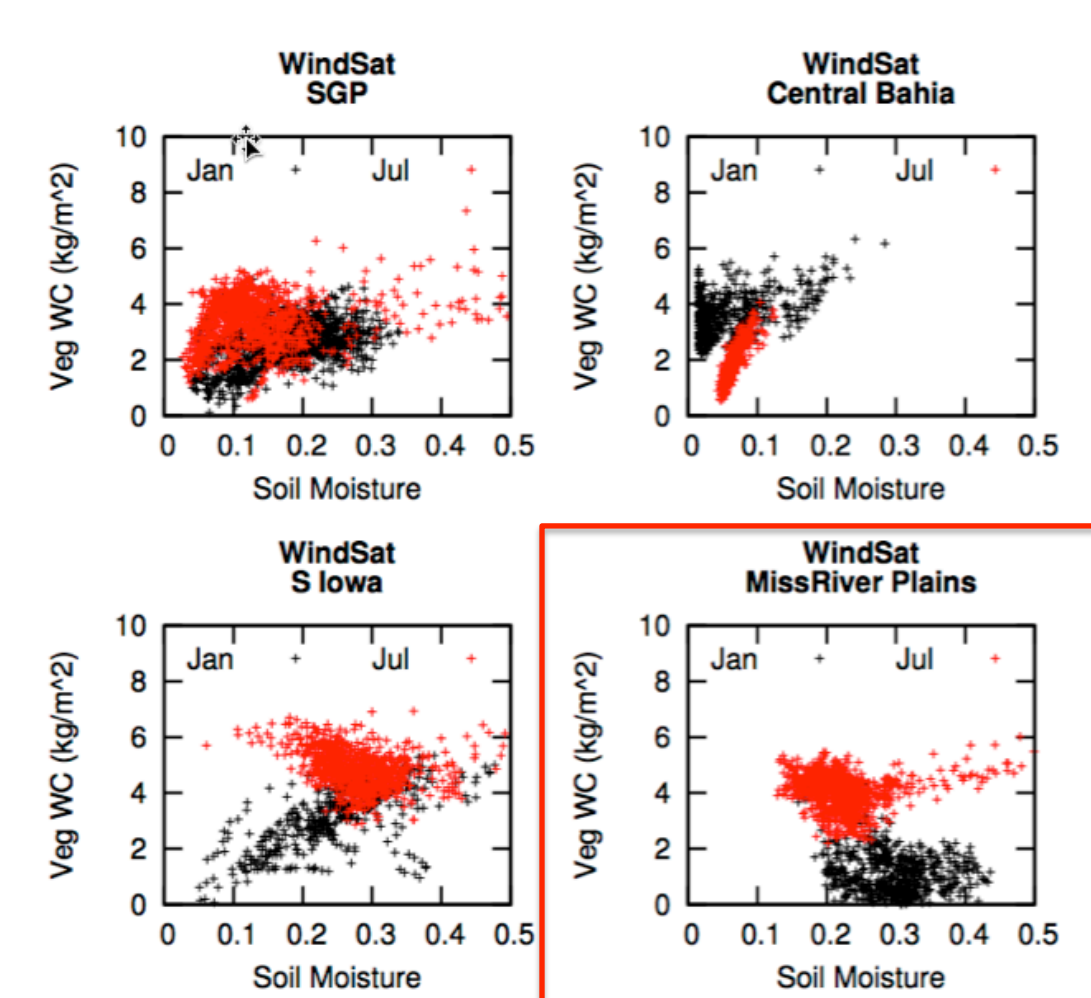 WindSat
SGP
10
8
6
4
2
0
Veg WC (kg/m^2)
Jan
Jul
0 0.1 0.2 0.3 0.4 0.5
Soil Moisture
WindSat
Central Bahia
10
8
6
4
2
0
Veg WC (kg/m^2)
Jan
Jul
0 0.1 0.2 0.3 0.4 0.5
Soil Moisture
WindSat
S Iowa
10
8
6
4
2
0
Veg WC (kg/m^2)
Jan
Jul
0 0.1 0.2 0.3 0.4 0.5
Soil Moisture
WindSat
MissRiver Plains
10
8
6
4
2
0
Veg WC (kg/m^2)
Jan
Jul
0 0.1 0.2 0.3 0.4 0.5
Soil Moisture